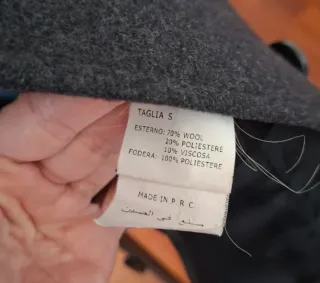 TAGLIA S
ESTERNO: 70% WOOL
20% POLIESTERE
10% VISCOSA
FODERA: 100% POLIESTERE
MADE IN P.R.C.
صنع في الصين